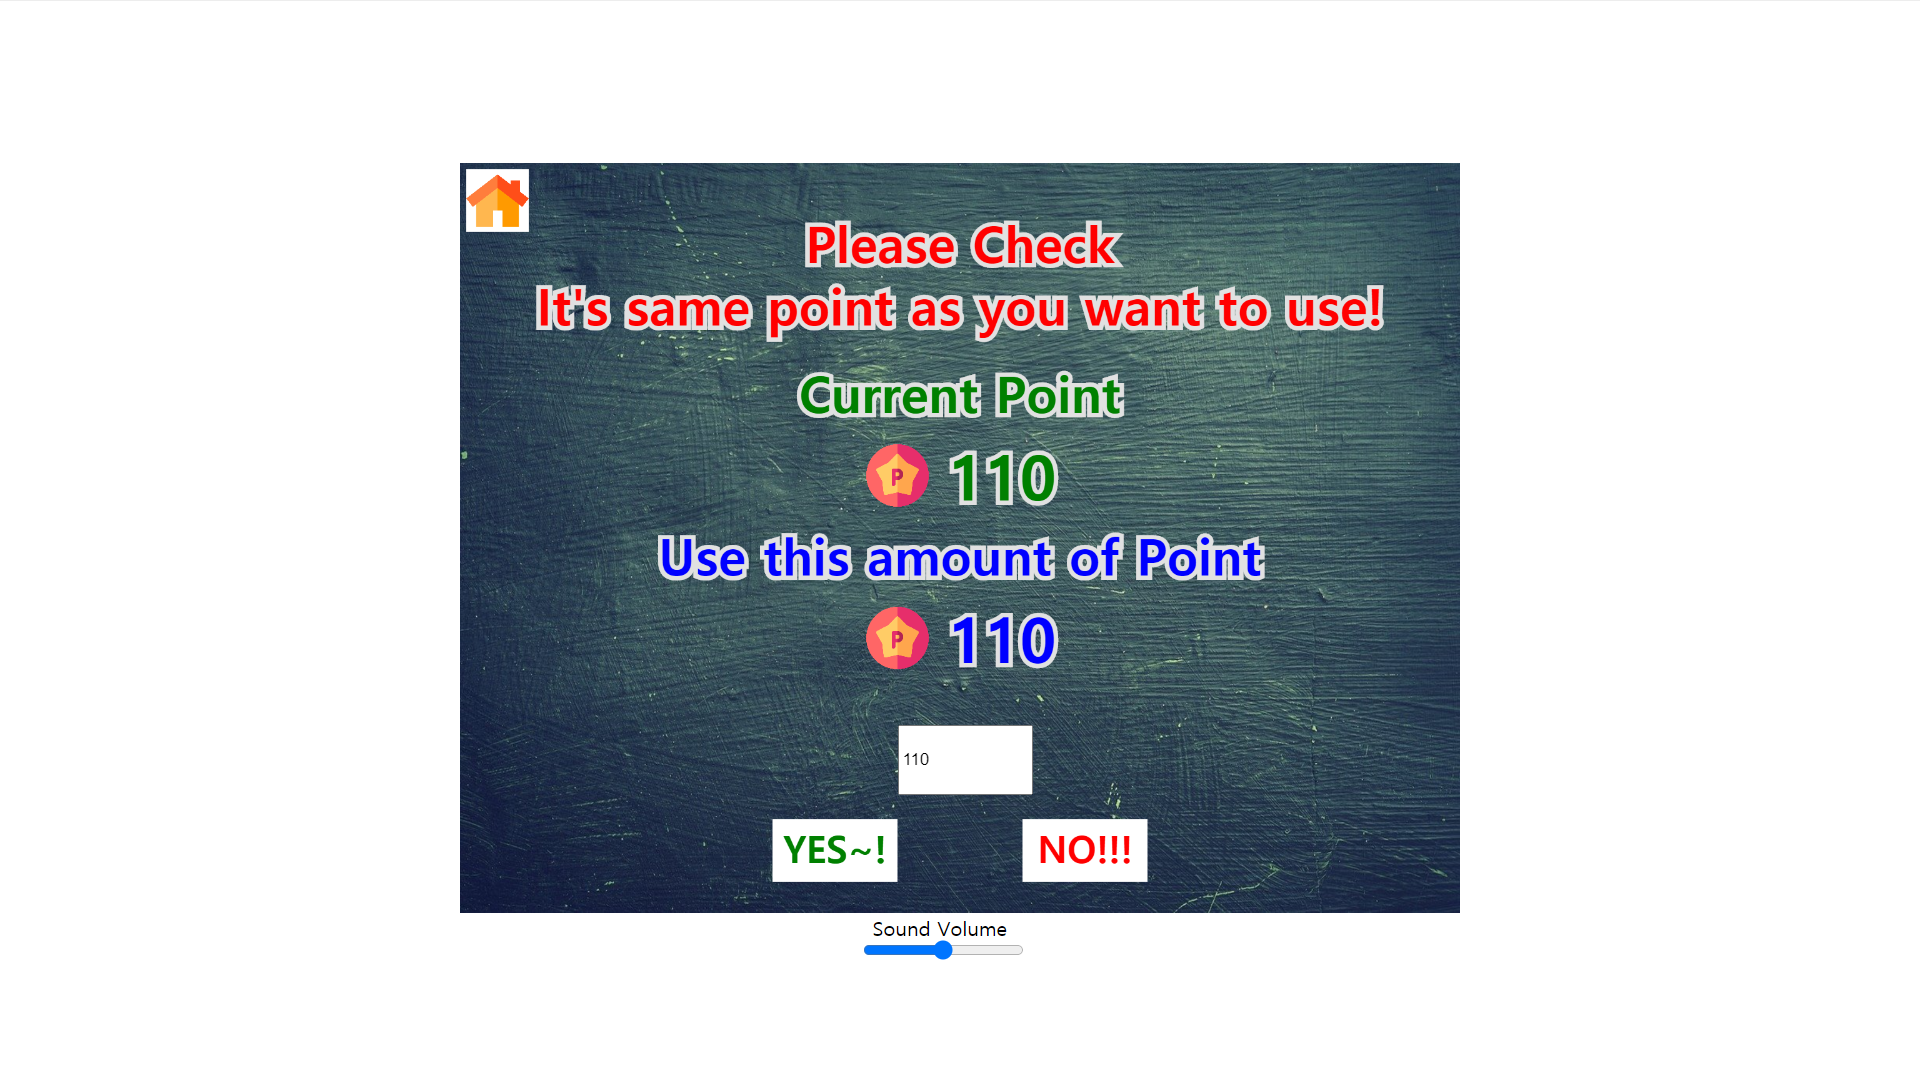 Please Check
It's same point as you want to use!
Current Point
P 110
Use this amount of Point
P 110
110
YES~! NO!!!
Sound Volume